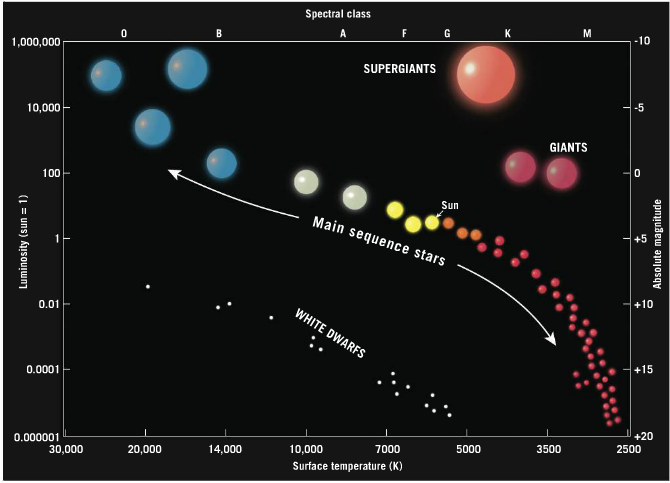 Spectral class
O B A F G K M
1,000,000 -10
SUPERGIANTS
10,000 -5
GIANTS
100 0
Sun
1 +5
Main sequence stars
0.01 +10
WHITE DWARFS
0.0001 +15
0.000001 +20
30,000 20,000 14,000 10,000 7000 5000 3500 2500
Surface temperature (K)
Luminosity (sun = 1)
Absolute magnitude